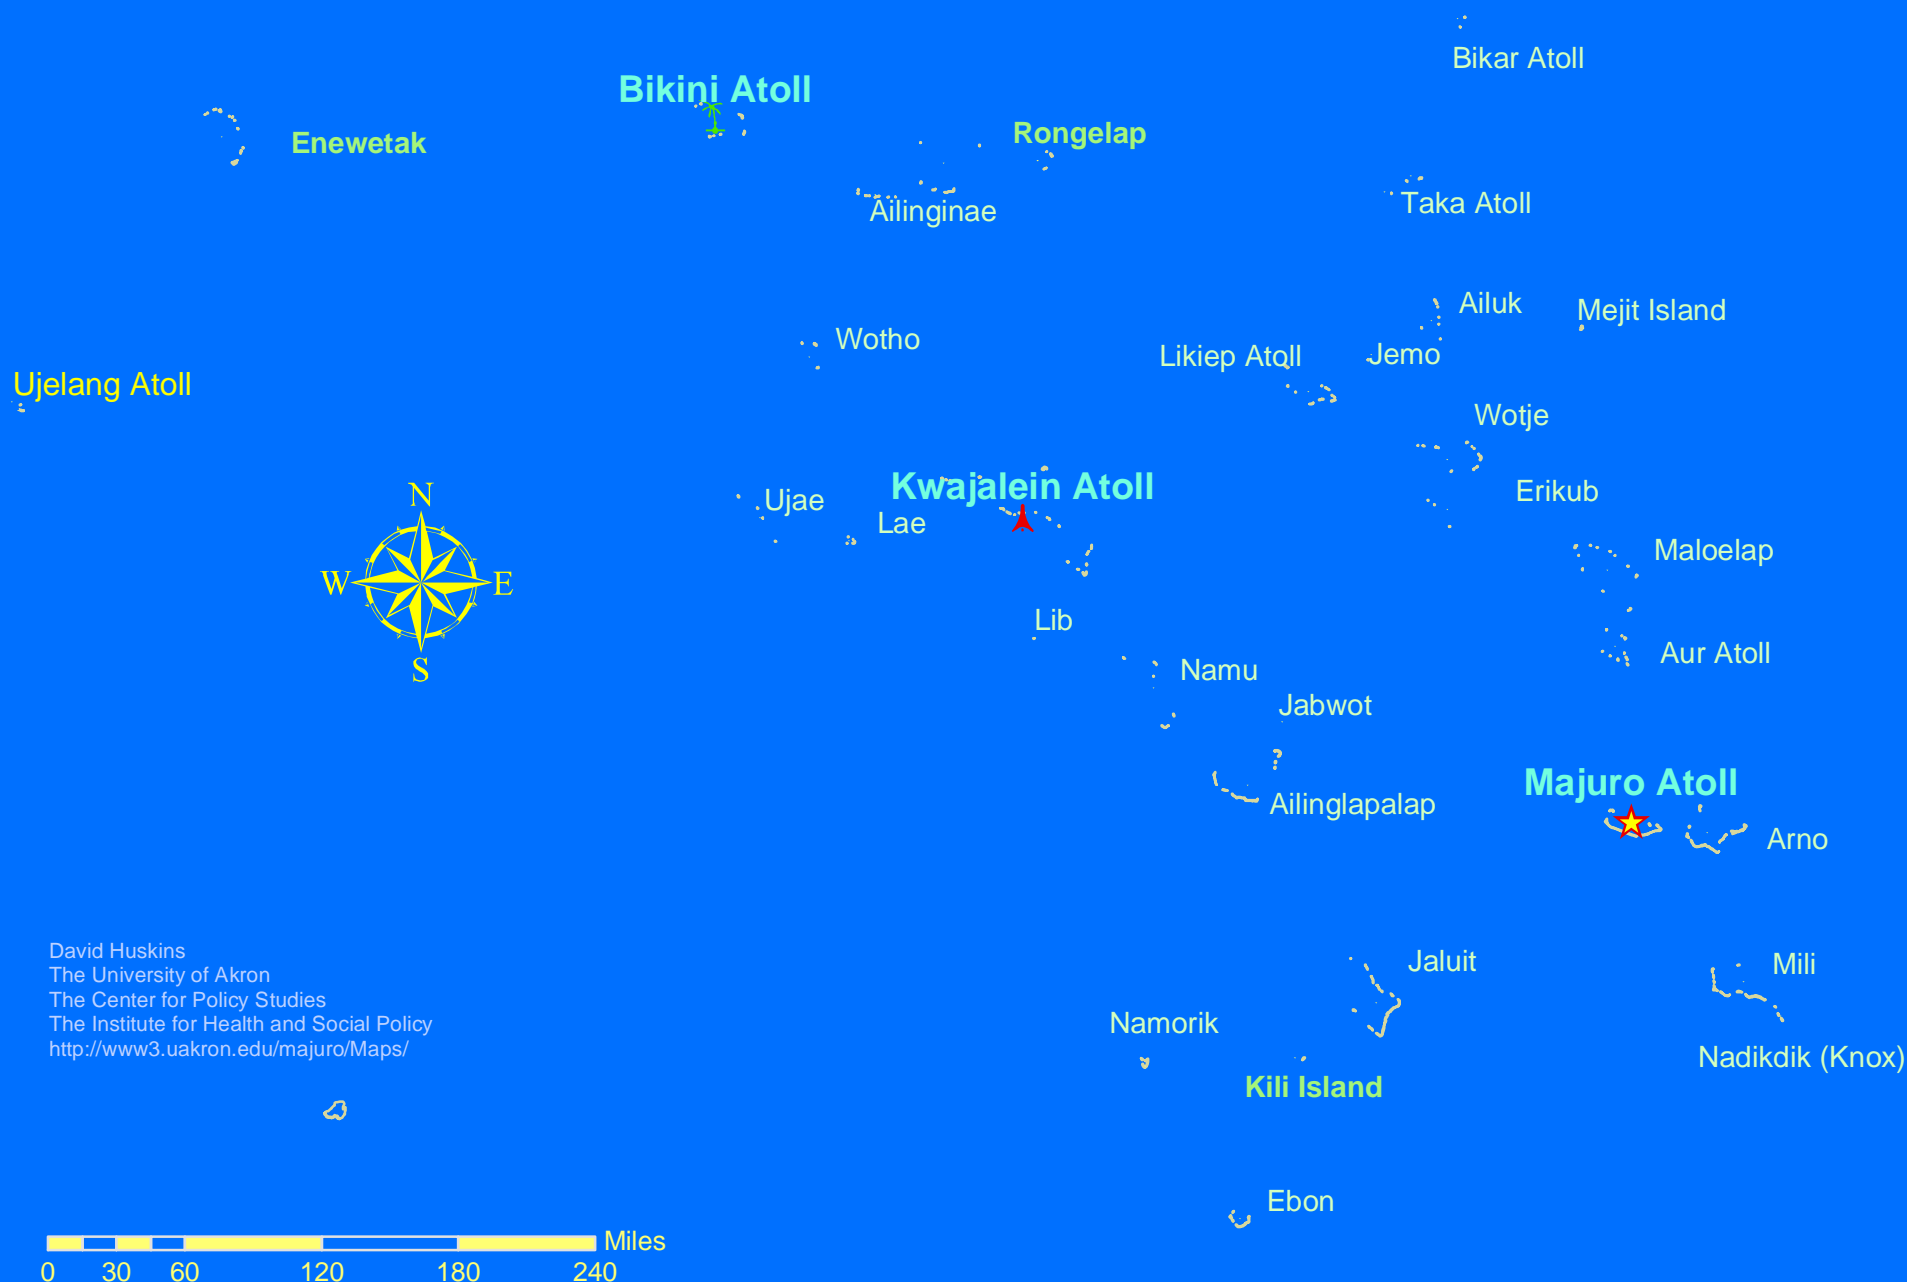 Bikar Atoll
Bikini Atoll
Enewetak
Rongelap
Taka Atoll
Ailinginae
Ailuk
Mejit Island
Wotho
Likiep Atoll
Jemo
Ujelang Atoll
Wotje
Kwajalein Atoll
Erikub
Ujae
Lae
N
W
E
S
Maloelap
Lib
Aur Atoll
Namu
Jabwot
Majuro Atoll
Ailinglapalap
Arno
David Huskins
The University of Akron
The Center for Policy Studies
The Institute for Health and Social Policy
http://www3.uakron.edu/majuro/Maps/
Jaluit
Mili
Namorik
Nadikdik (Knox)
Kili Island
Ebon
Miles
0 30 60 120 180 240